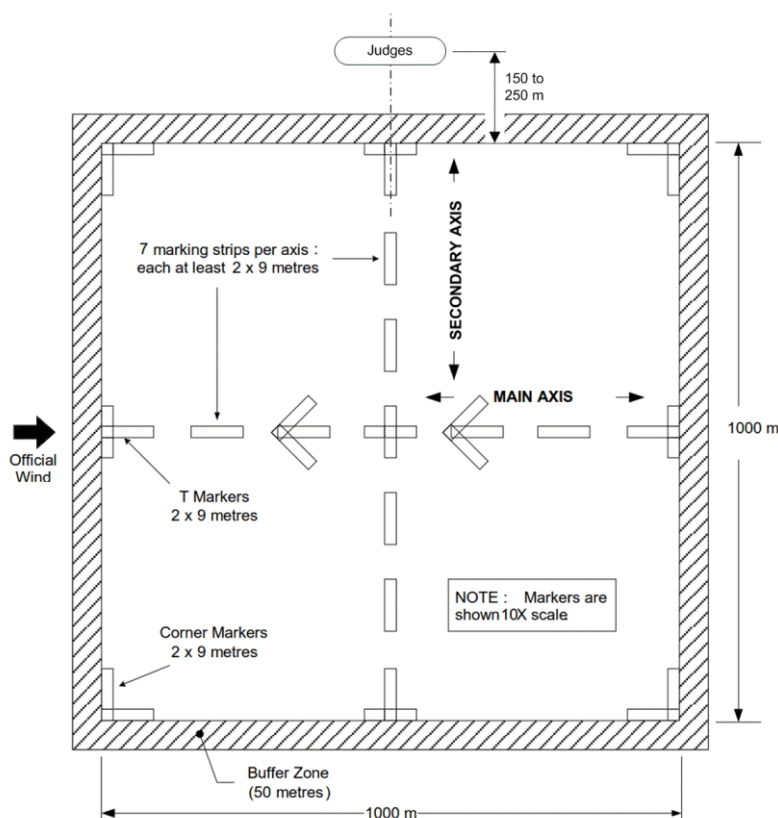 Judges
150 to
250 m
7 marking strips per axis :
each at least 2 x 9 metres
SECONDARY AXIS
MAIN AXIS
Official
Wind
1000 m
T Markers
2 x 9 metres
NOTE : Markers are
shown 10X scale
Corner Markers
2 x 9 metres
Buffer Zone
(50 metres)
1000 m